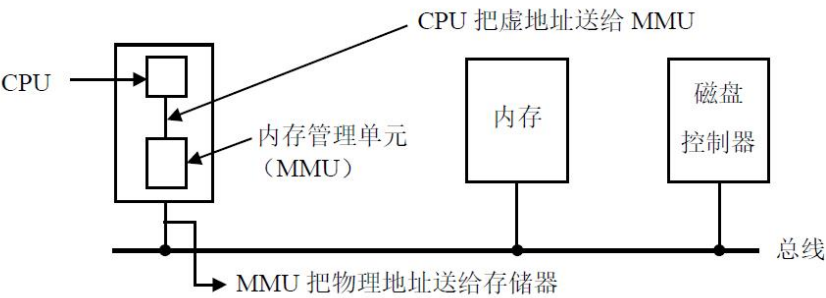 CPU 把虚地址送给 MMU
CPU
内存管理单元
（MMU）
内存
磁盘
控制器
总线
MMU 把物理地址送给存储器